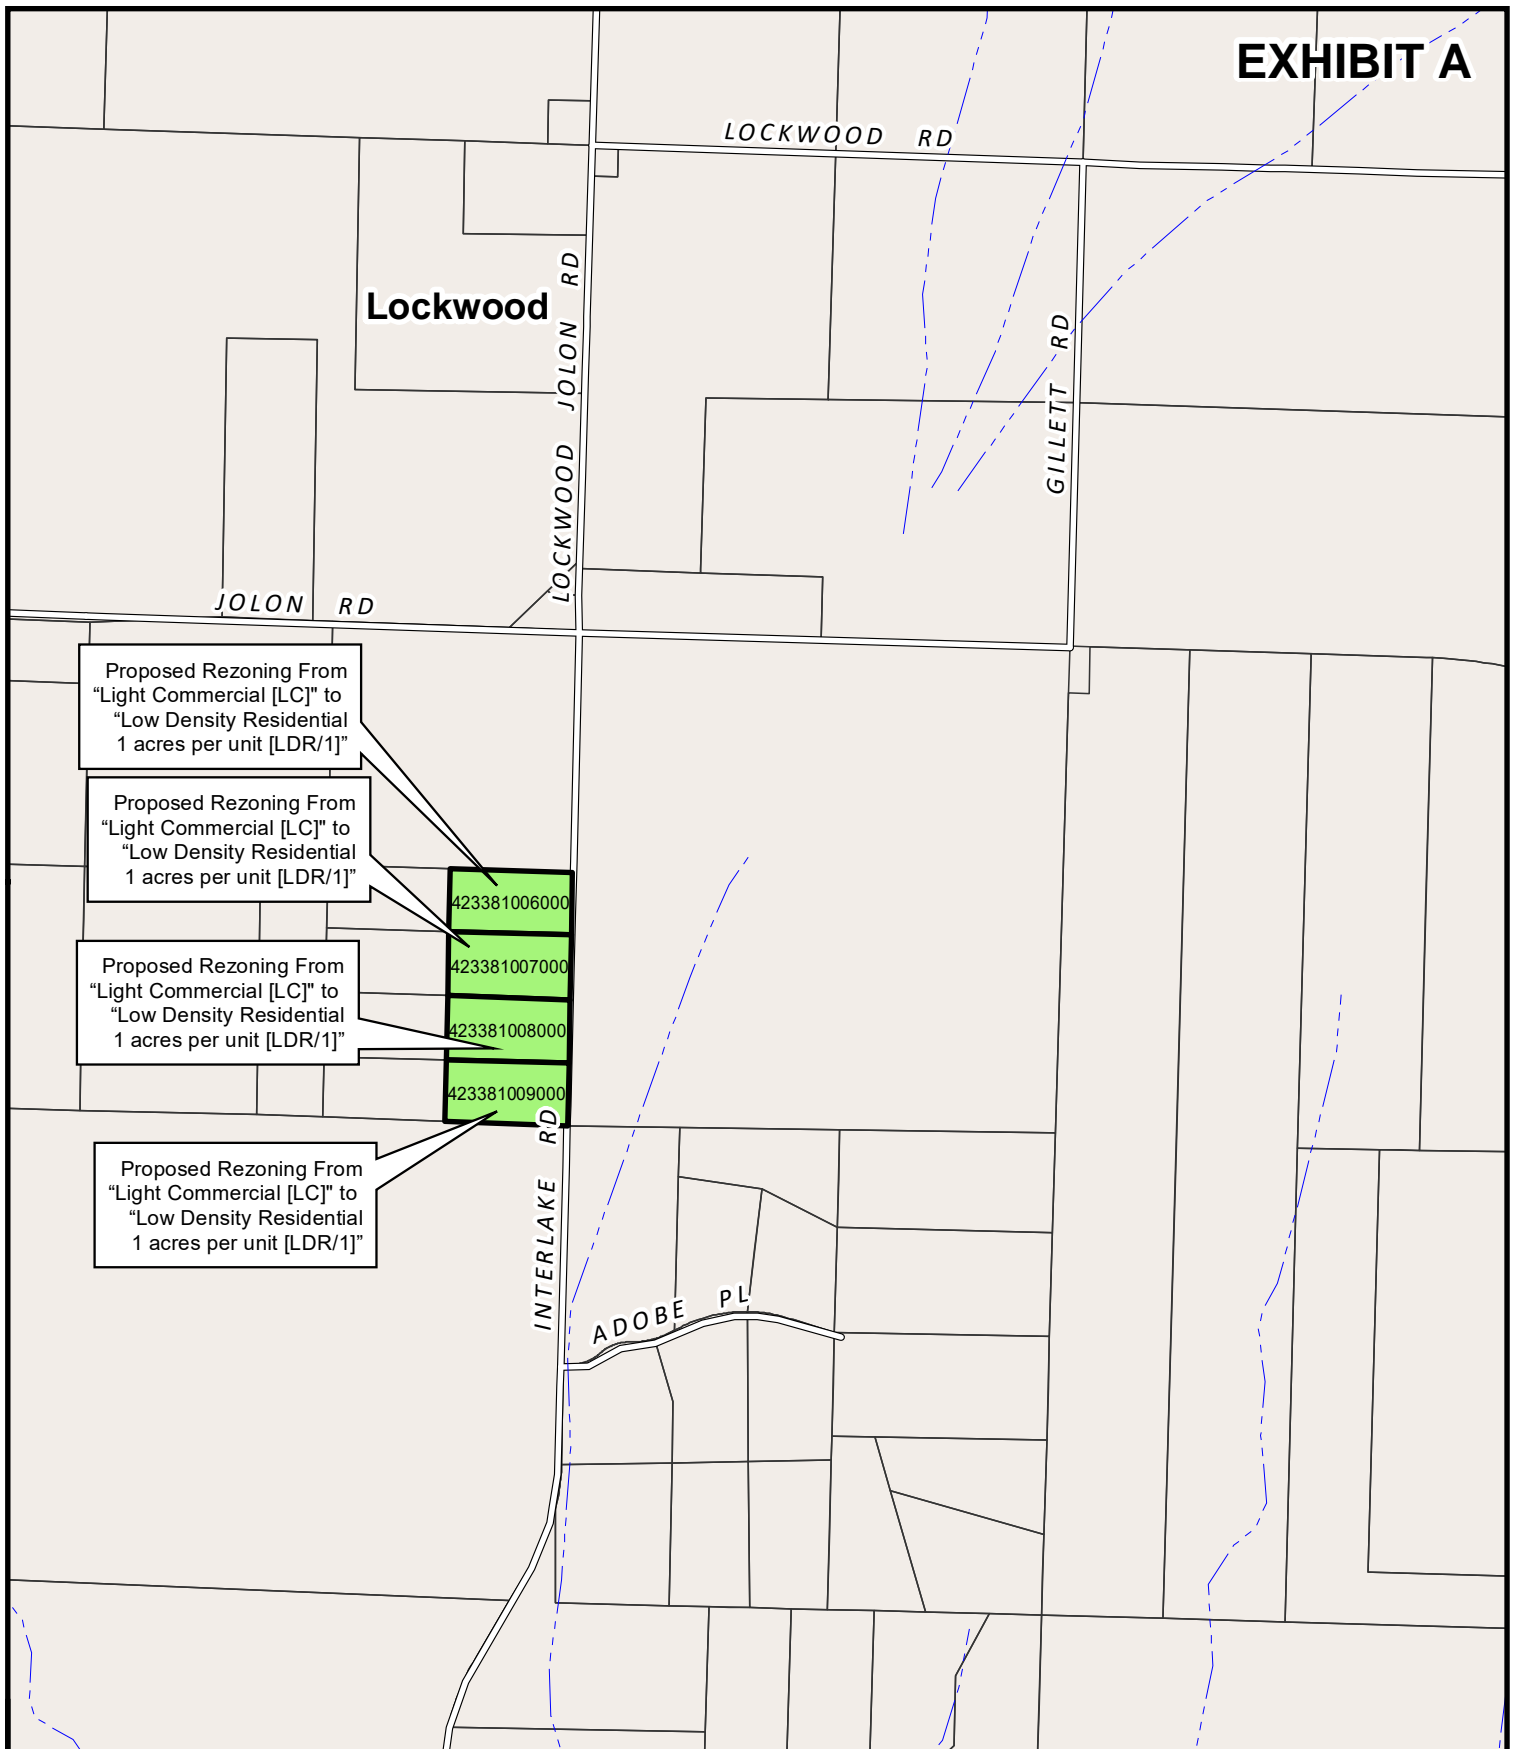 EXHIBIT A
LOCKWOOD RD
Lockwood
LOCKWOOD JOLON RD
GILLETT RD
JOLON RD
Proposed Rezoning From
“Light Commercial [LC]" to
“Low Density Residential
1 acres per unit [LDR/1]”
Proposed Rezoning From
“Light Commercial [LC]" to
“Low Density Residential
1 acres per unit [LDR/1]”
423381006000
423381007000
Proposed Rezoning From
“Light Commercial [LC]" to
“Low Density Residential
1 acres per unit [LDR/1]”
423381008000
423381009000
Proposed Rezoning From
“Light Commercial [LC]" to
“Low Density Residential
1 acres per unit [LDR/1]”
INTERLAKE RD
ADOBE PL